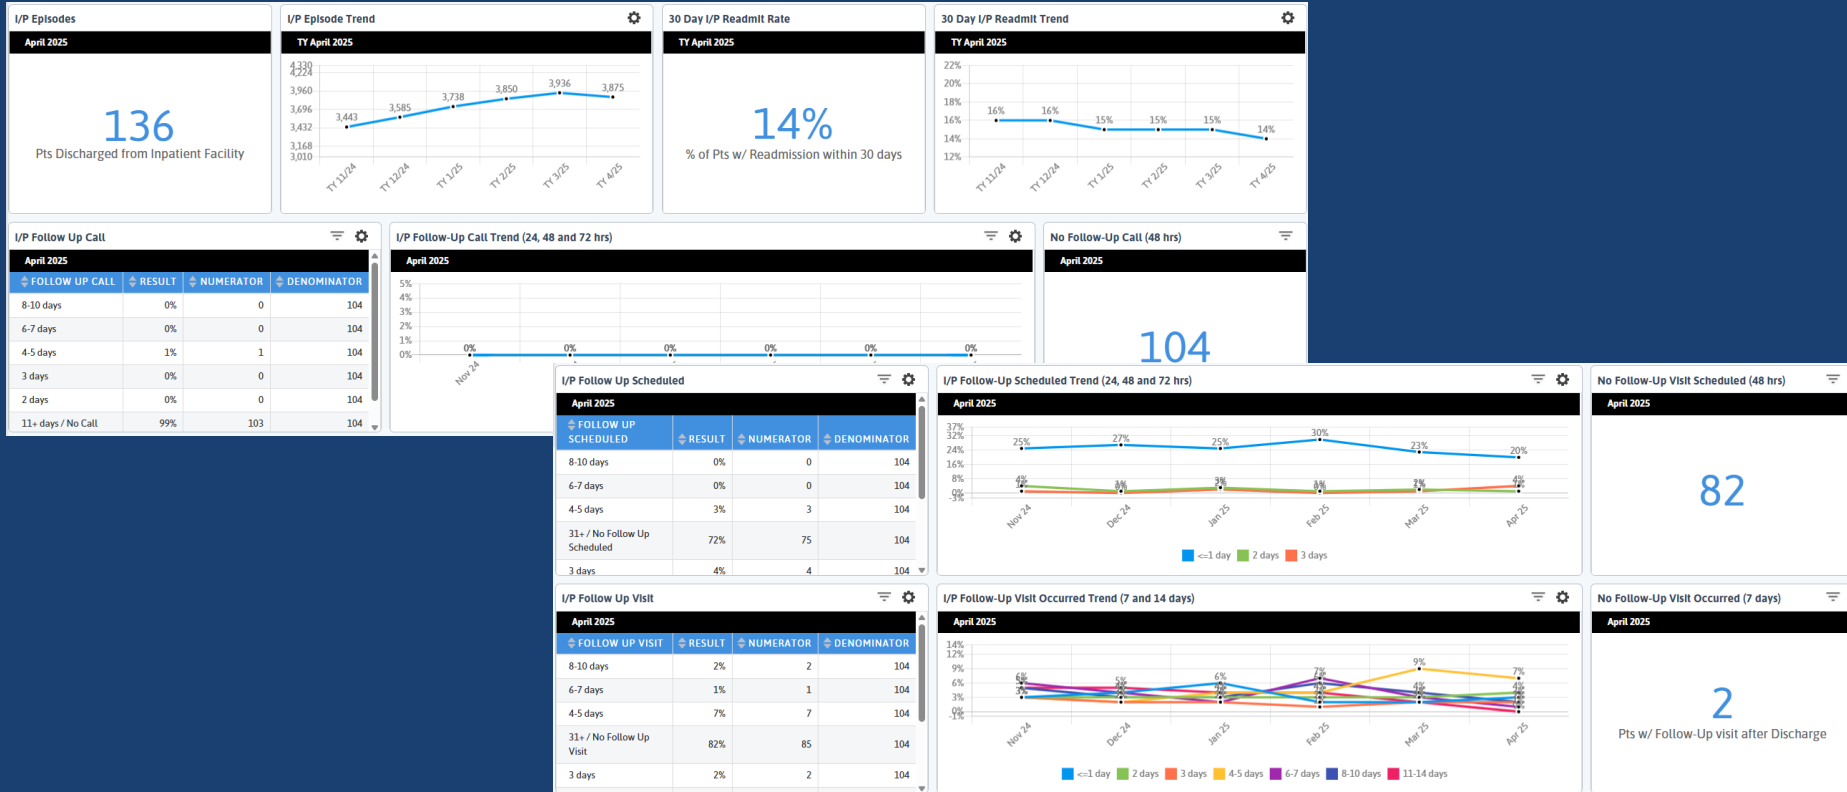 I/P Episodes
April 2025
136
Pts Discharged from Inpatient Facility
I/P Episode Trend
TY April 2025
4,330
4,224
3,960
3,696
3,432
3,168
3,010
3,443
3,585
3,738
3,850
3,936
3,875
TY 11/24
TY 12/24
TY 1/25
TY 2/25
TY 3/25
TY 4/25
30 Day I/P Readmit Rate
TY April 2025
14%
% of Pts w/ Readmission within 30 days
30 Day I/P Readmit Trend
TY April 2025
22%
20%
18%
16%
14%
12%
16%
16%
15%
15%
15%
14%
TY 11/24
TY 12/24
TY 1/25
TY 2/25
TY 3/25
TY 4/25
I/P Follow Up Call
April 2025
FOLLOW UP CALL RESULT NUMERATOR DENOMINATOR
8-10 days 0% 0 104
6-7 days 0% 0 104
4-5 days 1% 1 104
3 days 0% 0 104
2 days 0% 0 104
11+ days / No Call 99% 103 104
I/P Follow-Up Call Trend (24, 48 and 72 hrs)
April 2025
5%
4%
3%
2%
1%
0%
0% 0% 0% 0% 0% 0%
Nov 24
No Follow-Up Call (48 hrs)
April 2025
104
I/P Follow Up Scheduled
April 2025
FOLLOW UP SCHEDULED RESULT NUMERATOR DENOMINATOR
8-10 days 0% 0 104
6-7 days 0% 0 104
4-5 days 3% 3 104
31+ / No Follow Up Scheduled 72% 75 104
3 days 4% 4 104
I/P Follow-Up Scheduled Trend (24, 48 and 72 hrs)
April 2025
37%
32%
24%
16%
8%
0%
-3%
25% 27% 25% 30% 23% 20%
Nov 24
Dec 24
Jan 25
Feb 25
Mar 25
Apr 25
<=1 day 2 days 3 days
No Follow-Up Visit Scheduled (48 hrs)
April 2025
82
I/P Follow Up Visit
April 2025
FOLLOW UP VISIT RESULT NUMERATOR DENOMINATOR
8-10 days 2% 2 104
6-7 days 1% 1 104
4-5 days 7% 7 104
31+ / No Follow Up Visit 82% 85 104
3 days 2% 2 104
I/P Follow-Up Visit Occurred Trend (7 and 14 days)
April 2025
14%
12%
9%
6%
3%
0%
-1%
6% 9% 7%
Nov 24
Dec 24
Jan 25
Feb 25
Mar 25
Apr 25
<=1 day 2 days 3 days 4-5 days 6-7 days 8-10 days 11-14 days
No Follow-Up Visit Occurred (7 days)
April 2025
2
Pts w/ Follow-Up visit after Discharge